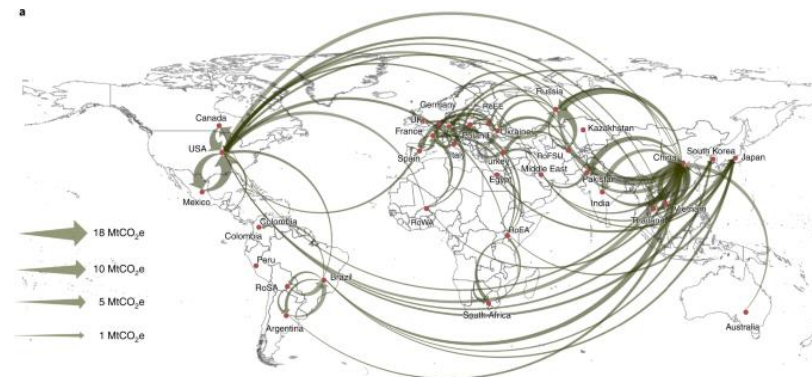 a
Canada
USA
Mexico
Colombia
Colombia
Peru
RoSA
Brazil
Argentina
Germany
RoEE
UK
France
Ukraine
Spain
Italy
Turkey
Egypt
Middle East
RoWA
RoEA
South Africa
Russia
Kazakhstan
RoFSU
Pakistan
India
China
South Korea
Japan
Thailand
Vietnam
Australia
18 MtCO₂e
10 MtCO₂e
5 MtCO₂e
1 MtCO₂e